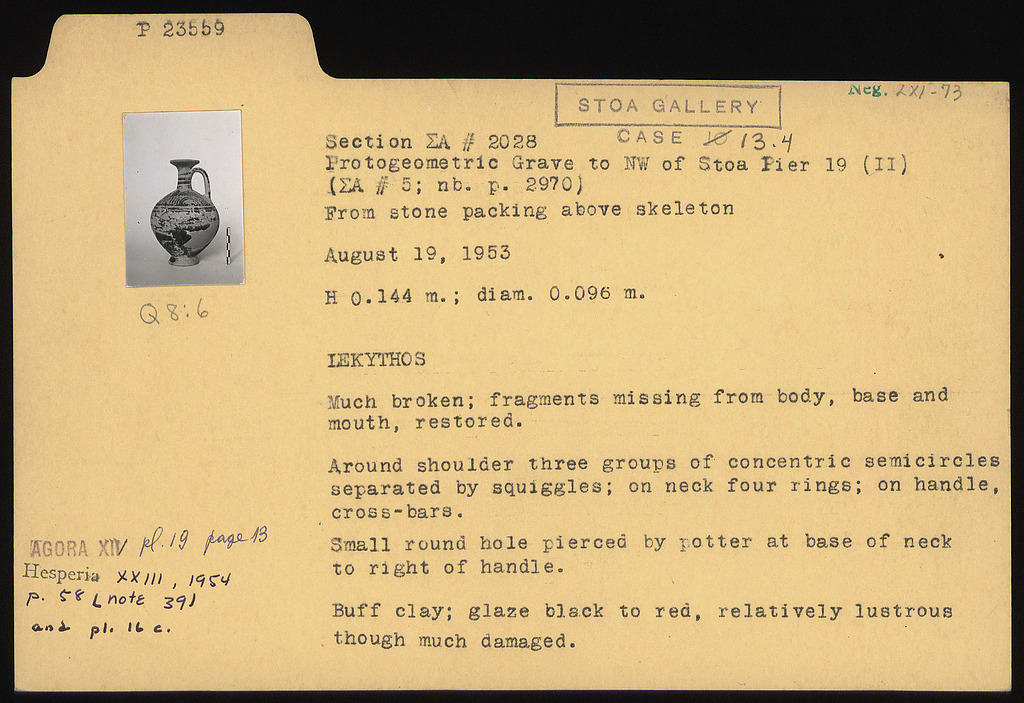 P 23559
Neg. LXI-73
STOA GALLERY
CASE 10 13.4
Section ΣA # 2028
Protogeometric Grave to NW of Stoa Pier 19 (II)
(ΣA # 5; nb. p. 2970)
From stone packing above skeleton
August 19, 1953
H 0.144 m.; diam. 0.096 m.
Q 8:6
LEKYTHOS
Much broken; fragments missing from body, base and
mouth, restored.
Around shoulder three groups of concentric semicircles
separated by squiggles; on neck four rings; on handle,
cross-bars.
Small round hole pierced by potter at base of neck
to right of handle.
Buff clay; glaze black to red, relatively lustrous
though much damaged.
AGORA XIV pl. 19 page 13
Hesperia XXIII, 1954
p. 58 (note 39)
and pl. 16 c.